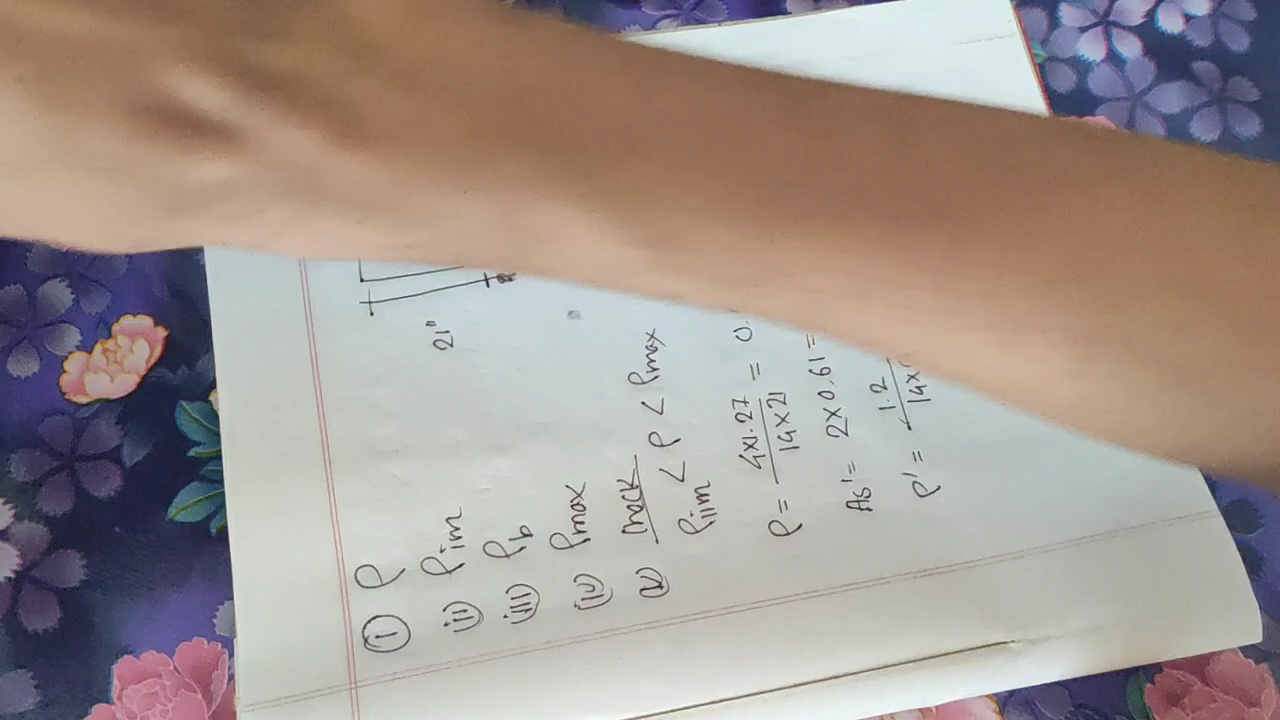 21"
(i) ρ
(ii) ρlim
(iii) ρb
(iv) ρmax
(v) Check
ρlim < ρ < ρmax
ρ = 4x1.27 / 14x21 = 0.
As' = 2x0.61 =
ρ' = 1.2 / 14x